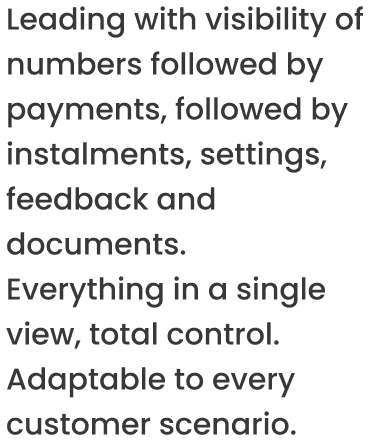 Leading with visibility of
numbers followed by
payments, followed by
instalments, settings,
feedback and
documents.
Everything in a single
view, total control.
Adaptable to every
customer scenario.